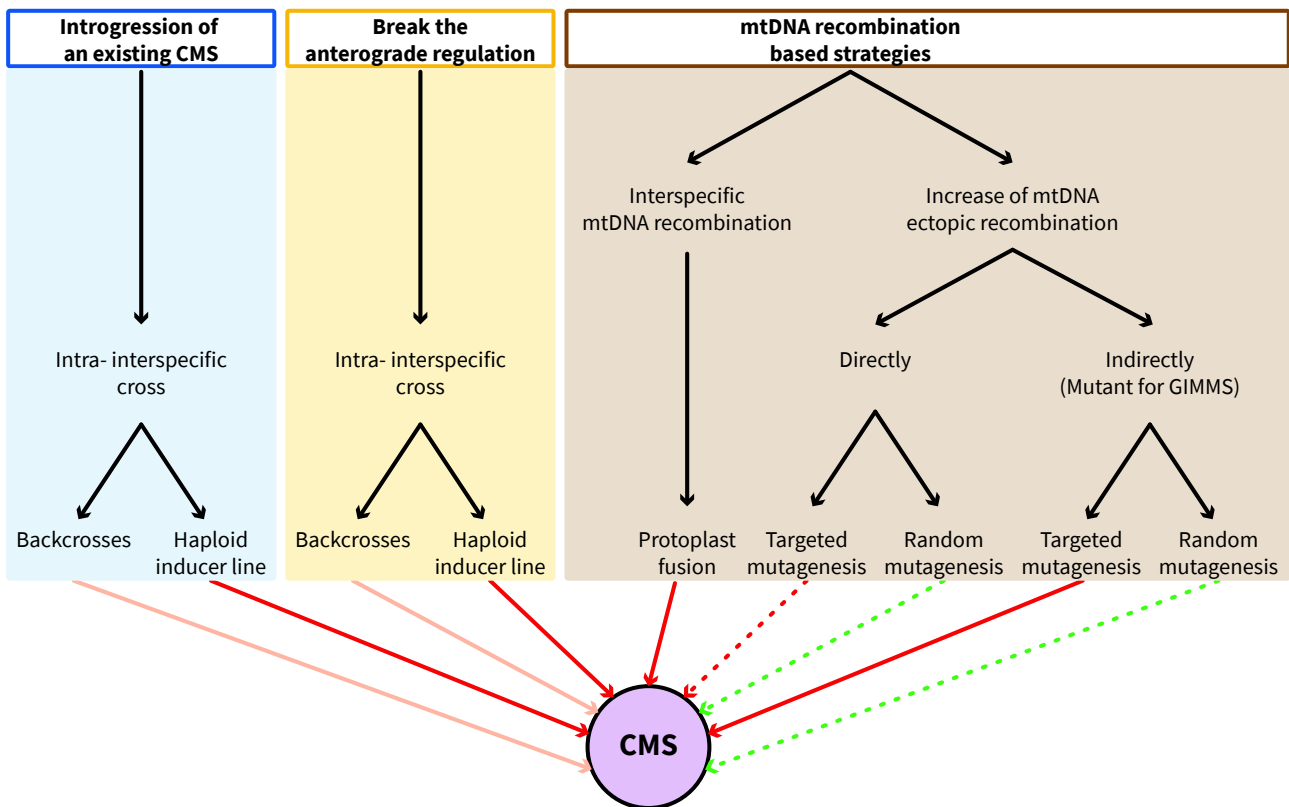 Introgression of
an existing CMS
Break the
anterograde regulation
mtDNA recombination
based strategies
Interspecific
mtDNA recombination
Increase of mtDNA
ectopic recombination
Intra- interspecific
cross
Intra- interspecific
cross
Directly
Indirectly
(Mutant for GIMMS)
Backcrosses
Haploid
inducer line
Backcrosses
Haploid
inducer line
Protoplast
fusion
Targeted
mutagenesis
Random
mutagenesis
Targeted
mutagenesis
Random
mutagenesis
CMS